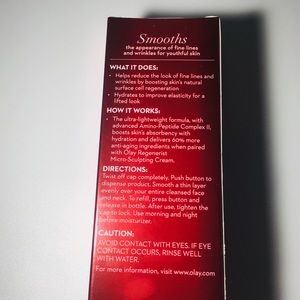 Smooths
the appearance of fine lines
and wrinkles for youthful skin
WHAT IT DOES:
• Helps reduce the look of fine lines and
wrinkles by boosting skin's natural
surface cell regeneration
• Hydrates to improve elasticity for a
lifted look
HOW IT WORKS:
• The ultra-lightweight formula, with
advanced Amino-Peptide Complex II,
boosts skin's absorbency with
hydration and delivers 60% more
anti-aging ingredients when paired
with Olay Regenerist
Micro-Sculpting Cream.
DIRECTIONS:
Twist off cap completely. Push button to
dispense product. Smooth a thin layer
evenly over your entire cleansed face
and neck. To refill, press button and
release in bottle. After use, tighten the
cap to lock. Use morning and night
before moisturizer.
CAUTION:
AVOID CONTACT WITH EYES. IF EYE
CONTACT OCCURS, RINSE WELL
WITH WATER.
For more information, visit www.olay.com